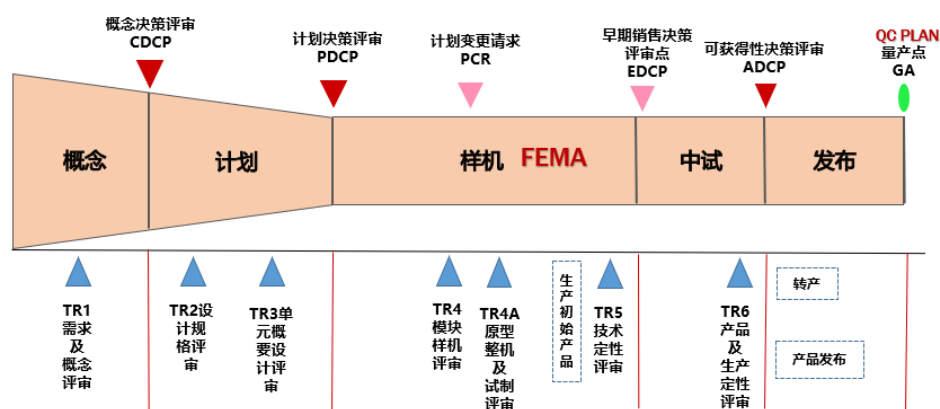 概念决策评审
CDCP
计划决策评审
PDCP
计划变更请求
PCR
早期销售决策
评审点
EDCP
可获得性决策评审
ADCP
QC PLAN
量产点
GA
概念
计划
样机 FEMA
中试
发布
TR1
需求
及
概念
评审
TR2设
计规
格评
审
TR3单
元概
要设
计评
审
TR4
模块
样机
评审
TR4A
原型
整机
及
试制
评审
生
产
初
始
产
品
TR5
技术
定性
评审
TR6
产品
及
生产
定性
评审
转产
产品发布